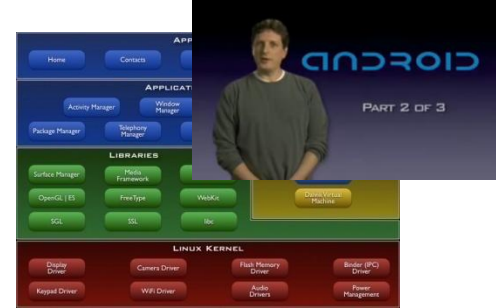 ANDROID
PART 2 OF 3
Home Contacts
Activity Manager Window Manager
Package Manager Telephony Manager
LIBRARIES
Surface Manager Media Framework
OpenGL | ES FreeType WebKit
SGL SSL libc
Dalvik Virtual Machine
LINUX KERNEL
Display Driver Camera Driver Flash Memory Driver Binder (IPC) Driver
Keypad Driver WiFi Driver Audio Drivers Power Management